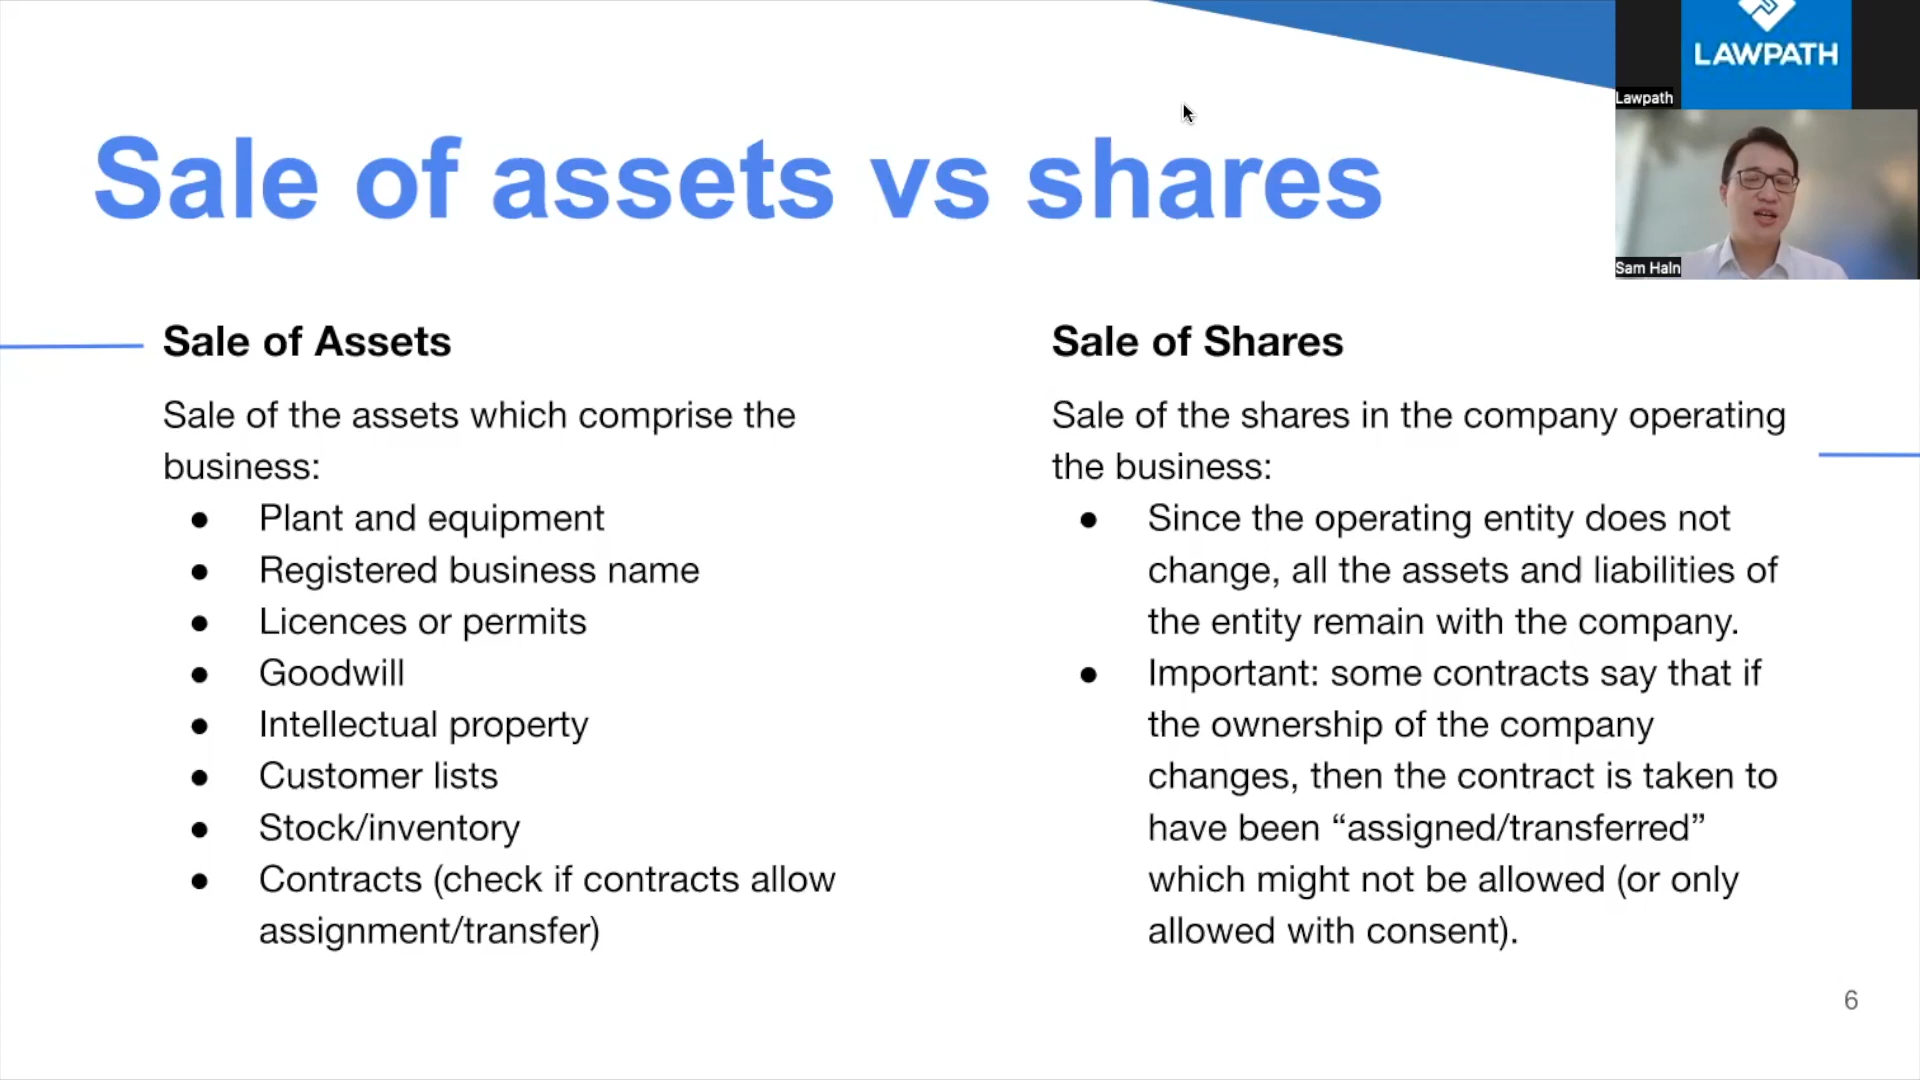 LAWPATH
Lawpath
Sale of assets vs shares
Sam Haln
Sale of Assets
Sale of the assets which comprise the
business:
● Plant and equipment
● Registered business name
● Licences or permits
● Goodwill
● Intellectual property
● Customer lists
● Stock/inventory
● Contracts (check if contracts allow
assignment/transfer)
Sale of Shares
Sale of the shares in the company operating
the business:
● Since the operating entity does not
change, all the assets and liabilities of
the entity remain with the company.
● Important: some contracts say that if
the ownership of the company
changes, then the contract is taken to
have been “assigned/transferred”
which might not be allowed (or only
allowed with consent).
6